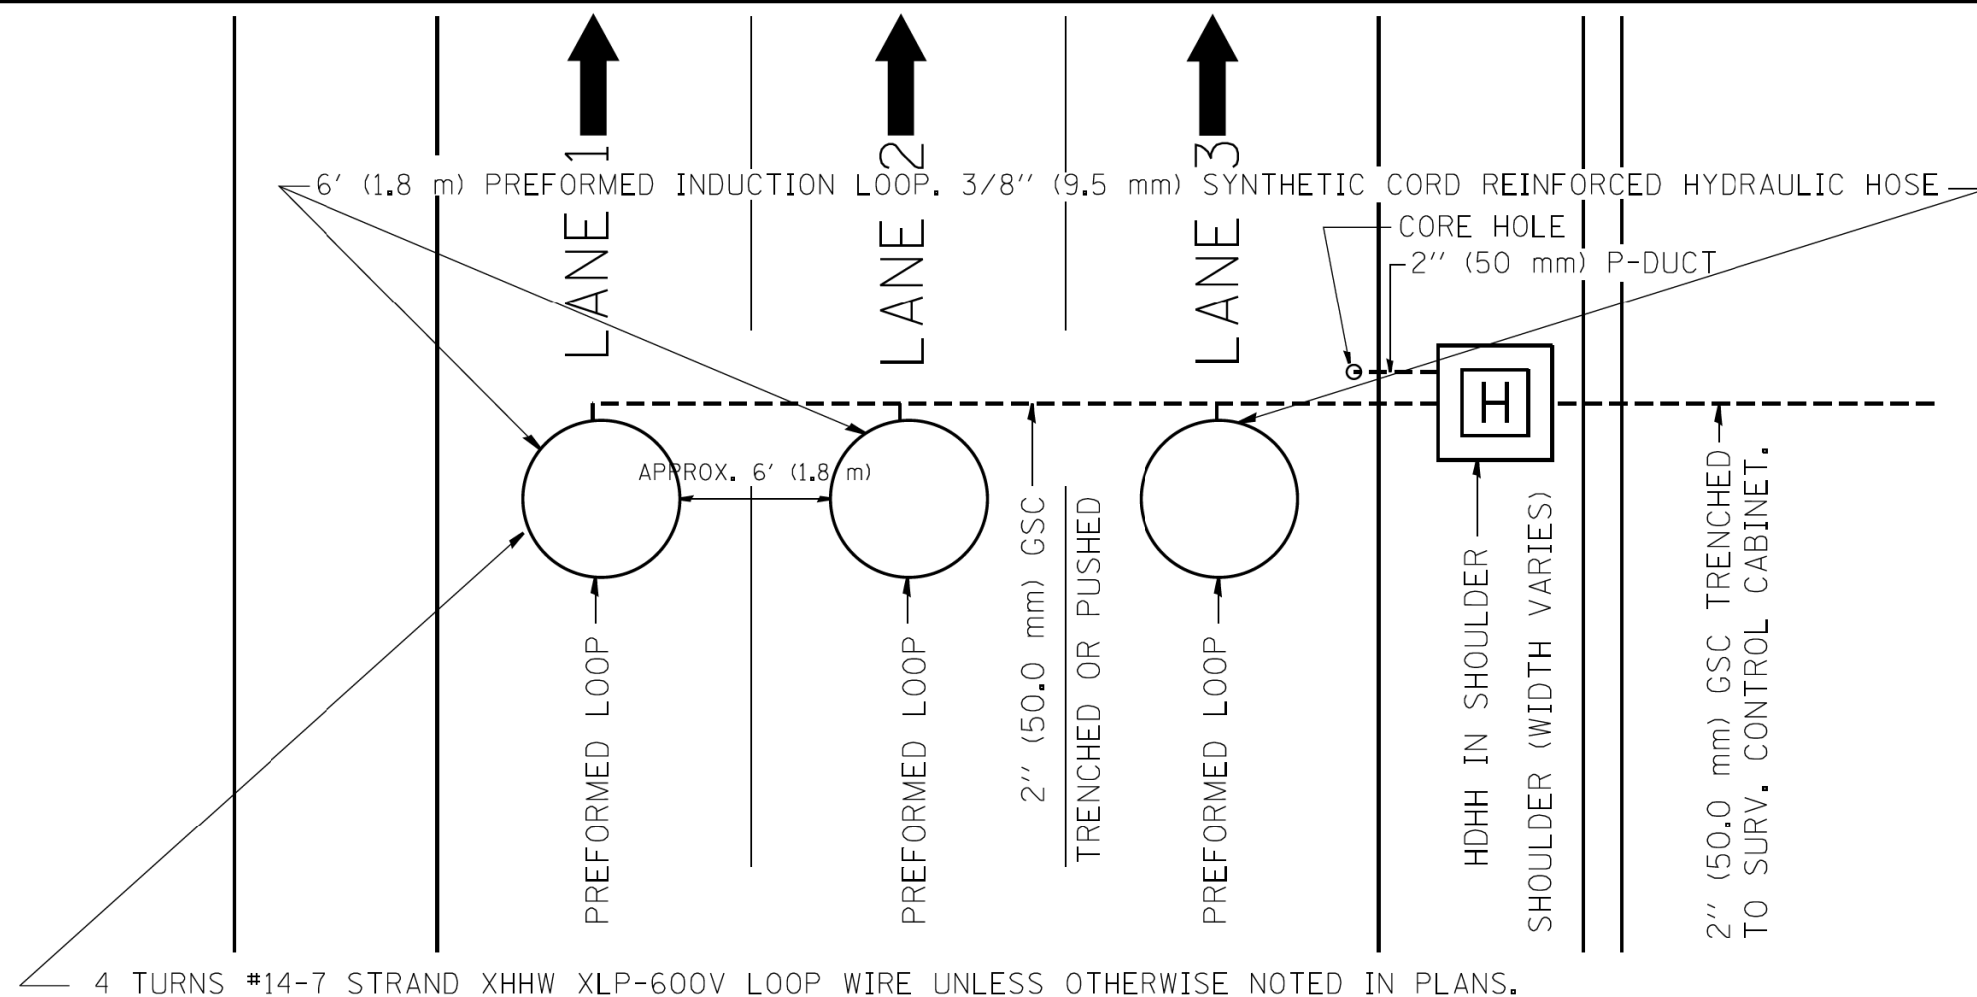 LANE 1
LANE 2
LANE 3
6' (1.8 m) PREFORMED INDUCTION LOOP. 3/8'' (9.5 mm) SYNTHETIC CORD REINFORCED HYDRAULIC HOSE
CORE HOLE
2'' (50 mm) P-DUCT
H
APPROX. 6' (1.8 m)
PREFORMED LOOP
PREFORMED LOOP
2'' (50.0 mm) GSC
TRENCHED OR PUSHED
PREFORMED LOOP
HDHH IN SHOULDER
SHOULDER (WIDTH VARIES)
2'' (50.0 mm) GSC TRENCHED
TO SURV. CONTROL CABINET.
4 TURNS #14-7 STRAND XHHW XLP-600V LOOP WIRE UNLESS OTHERWISE NOTED IN PLANS.